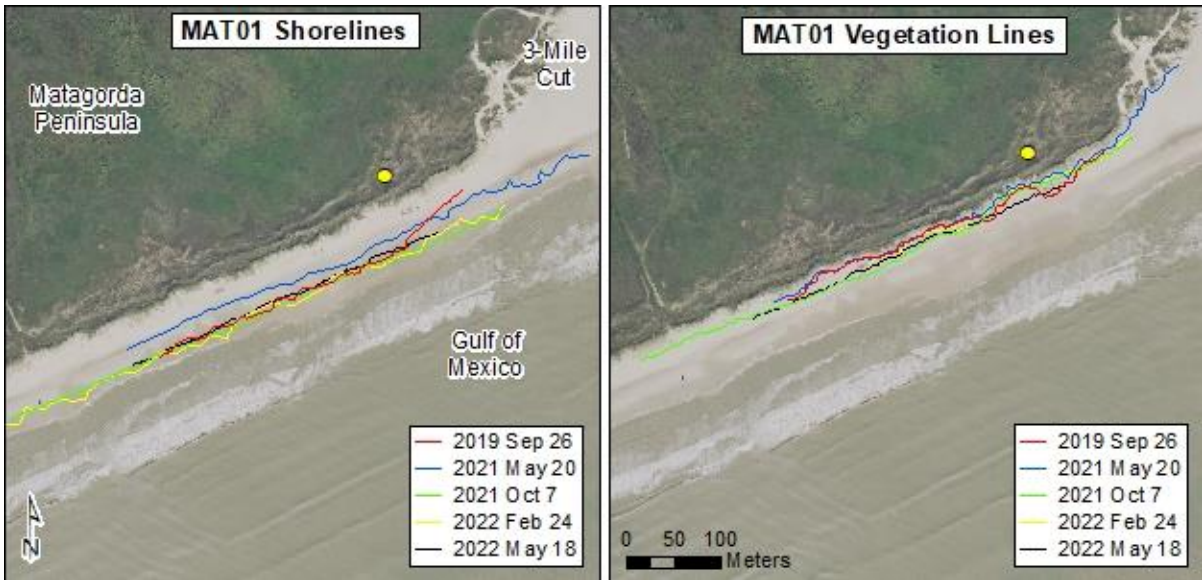 MAT01 Shorelines
3-Mile
Cut
Matagorda
Peninsula
Gulf of
Mexico
2019 Sep 26
2021 May 20
2021 Oct 7
2022 Feb 24
2022 May 18
N
MAT01 Vegetation Lines
2019 Sep 26
2021 May 20
2021 Oct 7
2022 Feb 24
2022 May 18
0 50 100
Meters